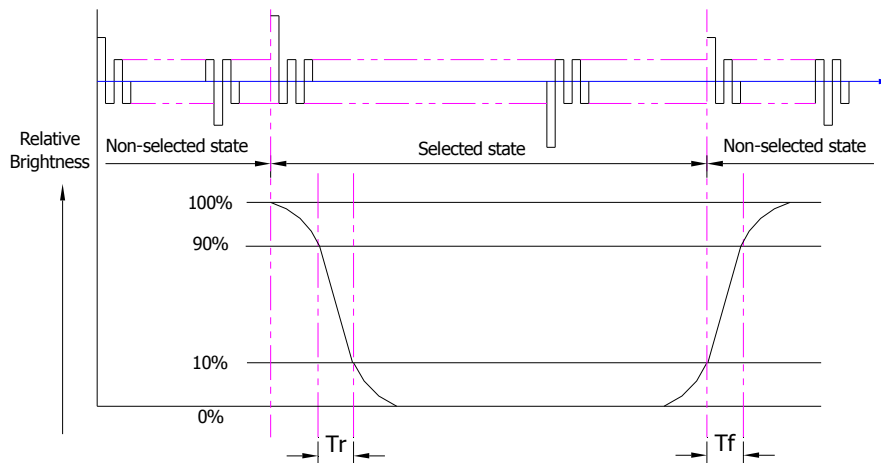 Relative
Brightness
Non-selected state
Selected state
Non-selected state
100%
90%
10%
0%
Tr
Tf